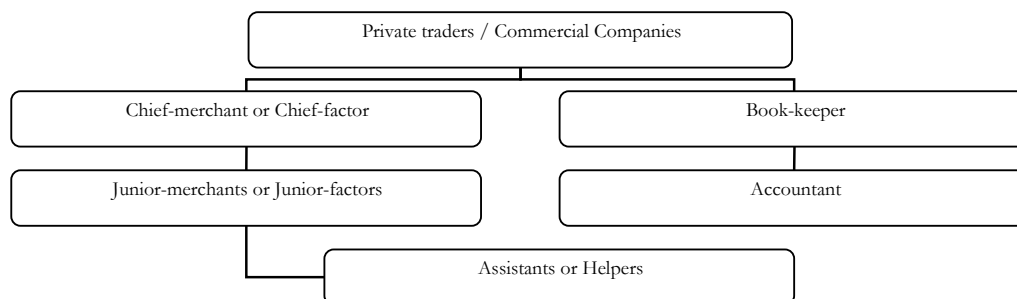 Private traders / Commercial Companies
Chief-merchant or Chief-factor
Book-keeper
Junior-merchants or Junior-factors
Accountant
Assistants or Helpers